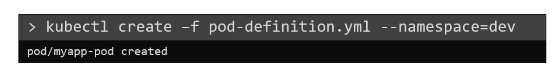 > kubectl create –f pod-definition.yml --namespace=dev
pod/myapp-pod created